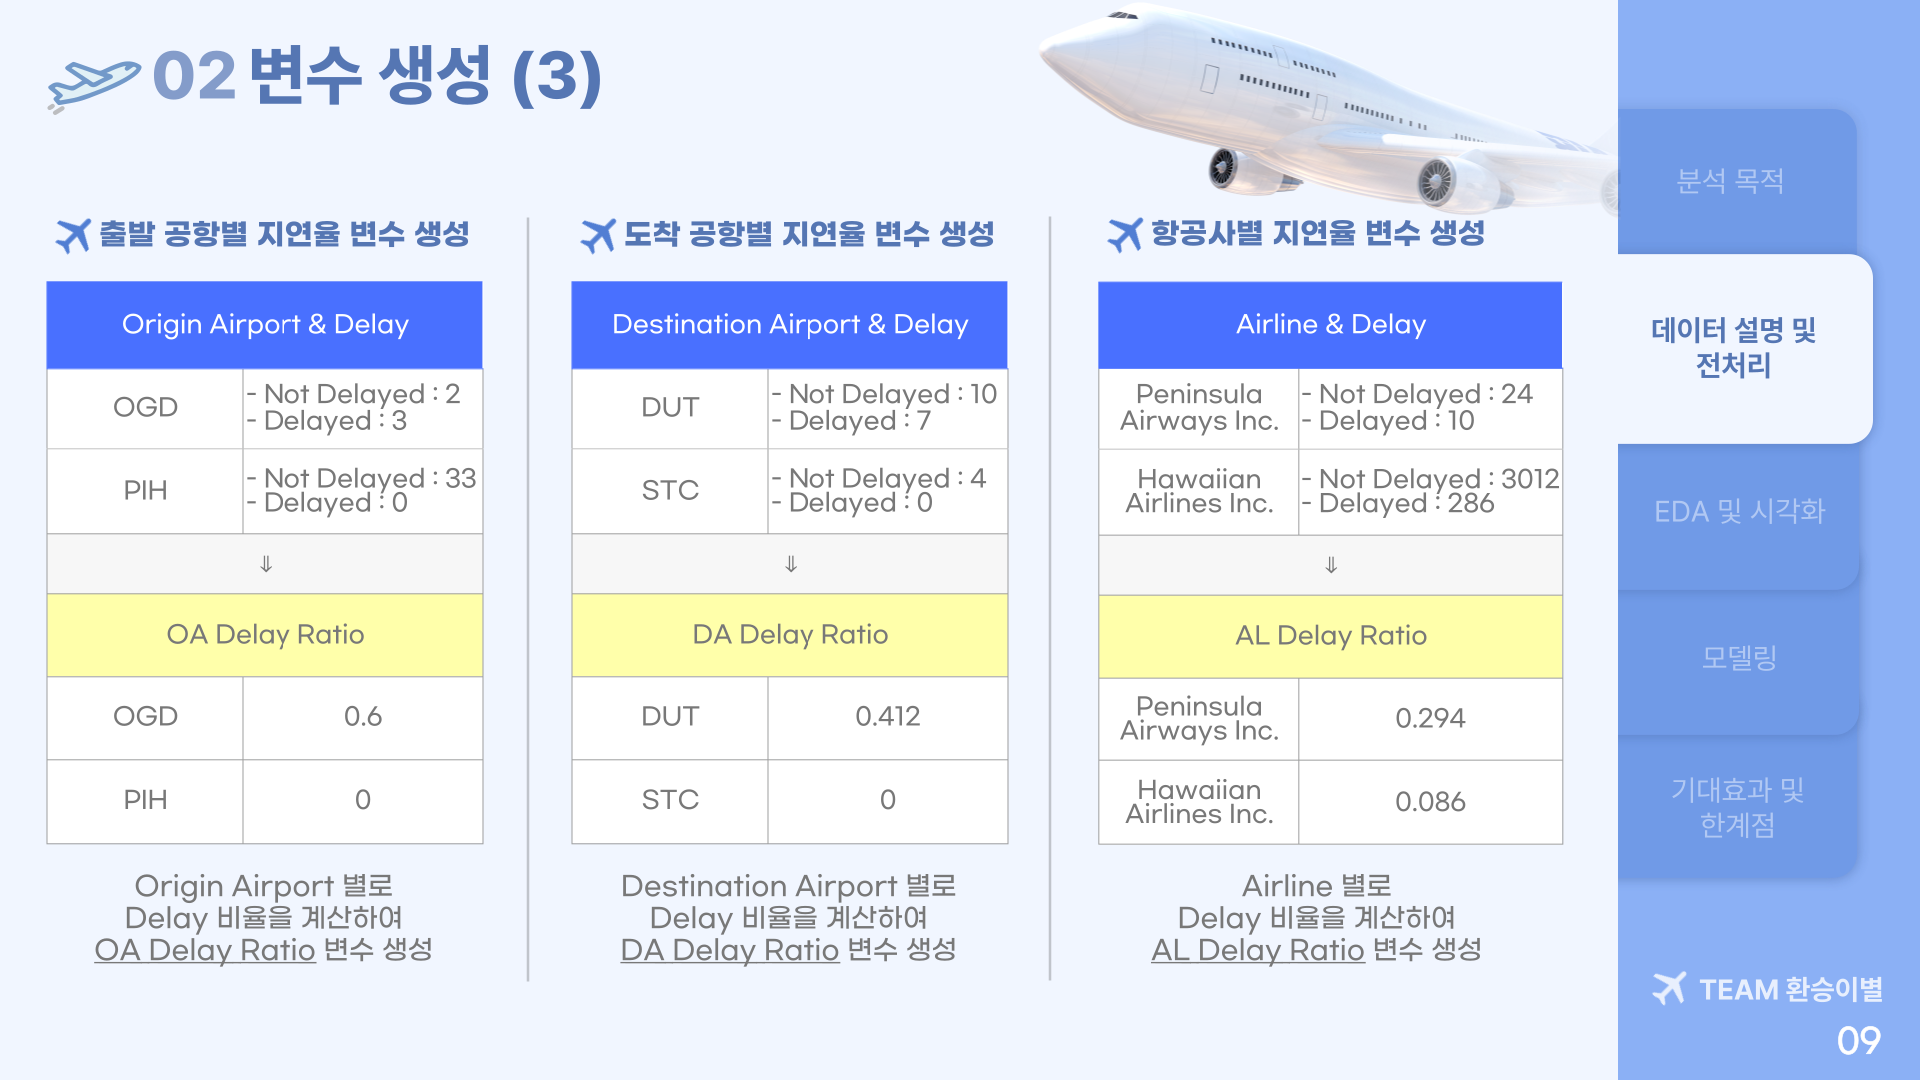 02 변수 생성 (3)
출발 공항별 지연율 변수 생성
Origin Airport & Delay
OGD
- Not Delayed : 2
- Delayed : 3
PIH
- Not Delayed : 33
- Delayed : 0
⇓
OA Delay Ratio
OGD
0.6
PIH
0
Origin Airport 별로
Delay 비율을 계산하여
OA Delay Ratio 변수 생성
도착 공항별 지연율 변수 생성
Destination Airport & Delay
DUT
- Not Delayed : 10
- Delayed : 7
STC
- Not Delayed : 4
- Delayed : 0
⇓
DA Delay Ratio
DUT
0.412
STC
0
Destination Airport 별로
Delay 비율을 계산하여
DA Delay Ratio 변수 생성
항공사별 지연율 변수 생성
Airline & Delay
Peninsula
Airways Inc.
- Not Delayed : 24
- Delayed : 10
Hawaiian
Airlines Inc.
- Not Delayed : 3012
- Delayed : 286
⇓
AL Delay Ratio
Peninsula
Airways Inc.
0.294
Hawaiian
Airlines Inc.
0.086
Airline 별로
Delay 비율을 계산하여
AL Delay Ratio 변수 생성
분석 목적
데이터 설명 및
전처리
EDA 및 시각화
모델링
기대효과 및
한계점
TEAM 환승이별
09